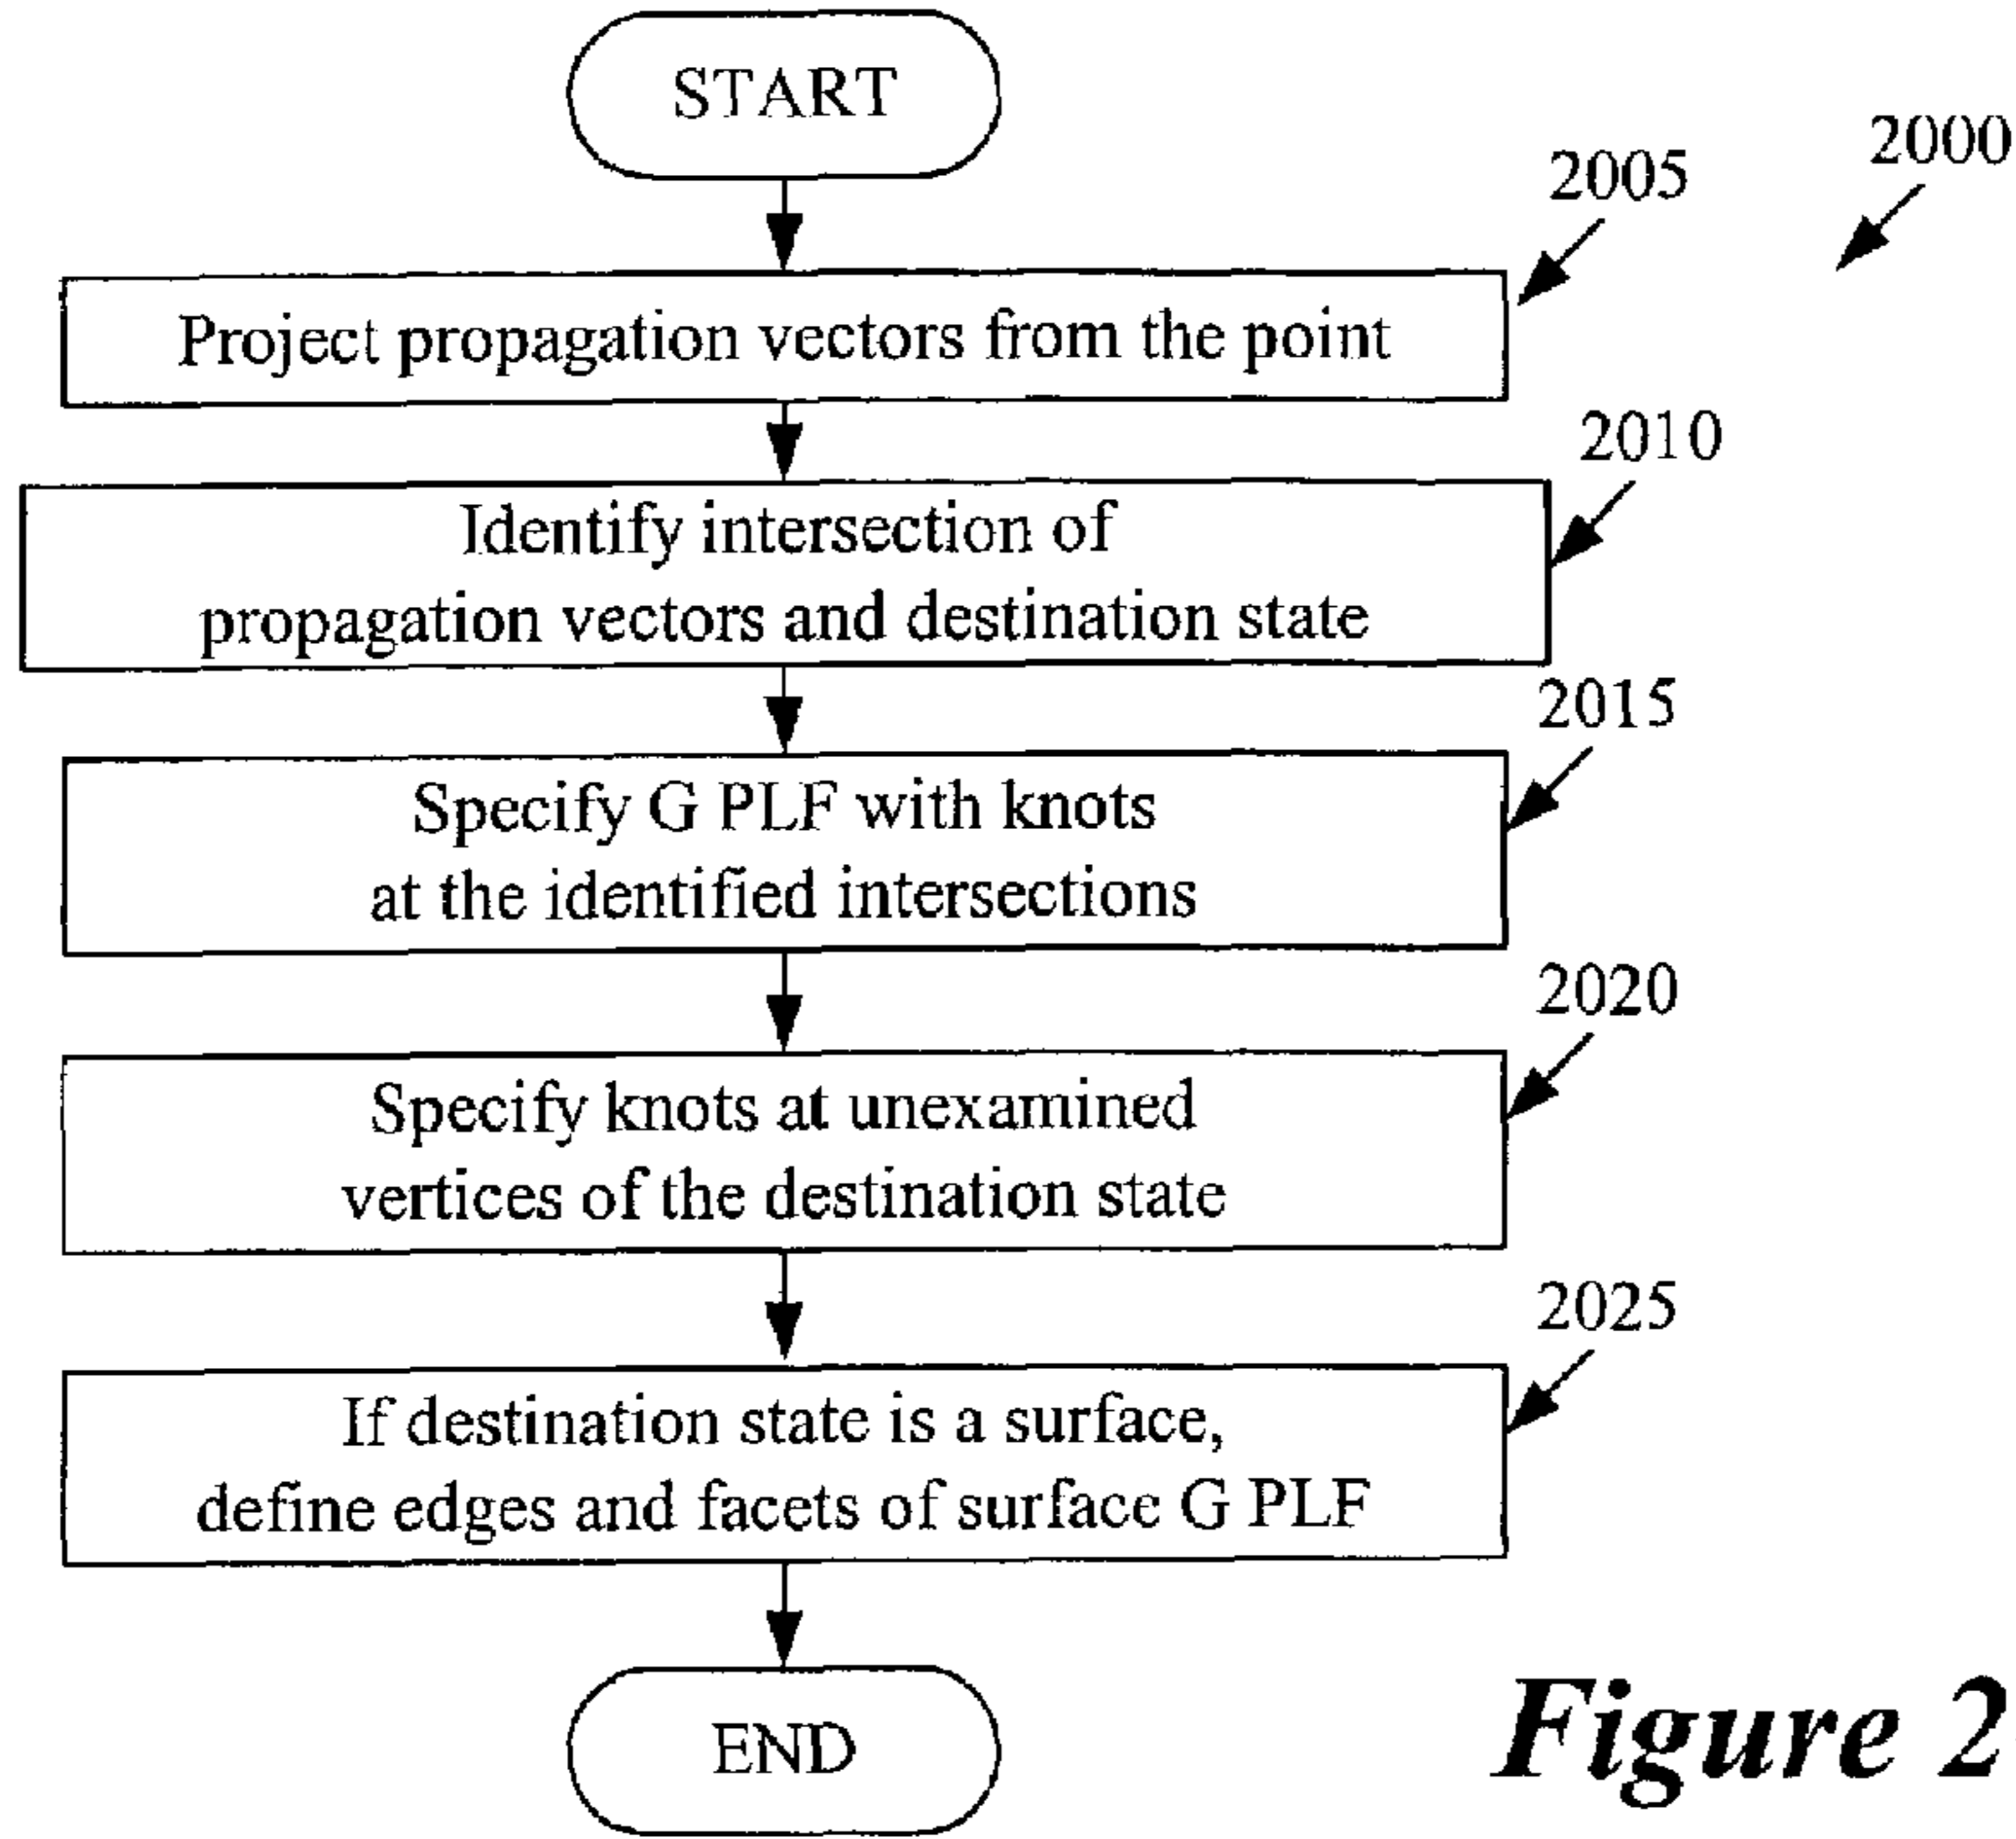 START
2000
2005
Project propagation vectors from the point
2010
Identify intersection of
propagation vectors and destination state
2015
Specify G PLF with knots
at the identified intersections
2020
Specify knots at unexamined
vertices of the destination state
2025
If destination state is a surface,
define edges and facets of surface G PLF
END
Figure 2